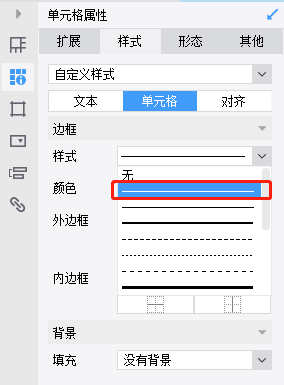 单元格属性
扩展 样式 形态 其他
自定义样式
文本 单元格 对齐
边框
样式
无
颜色
外边框
内边框
背景
填充 没有背景